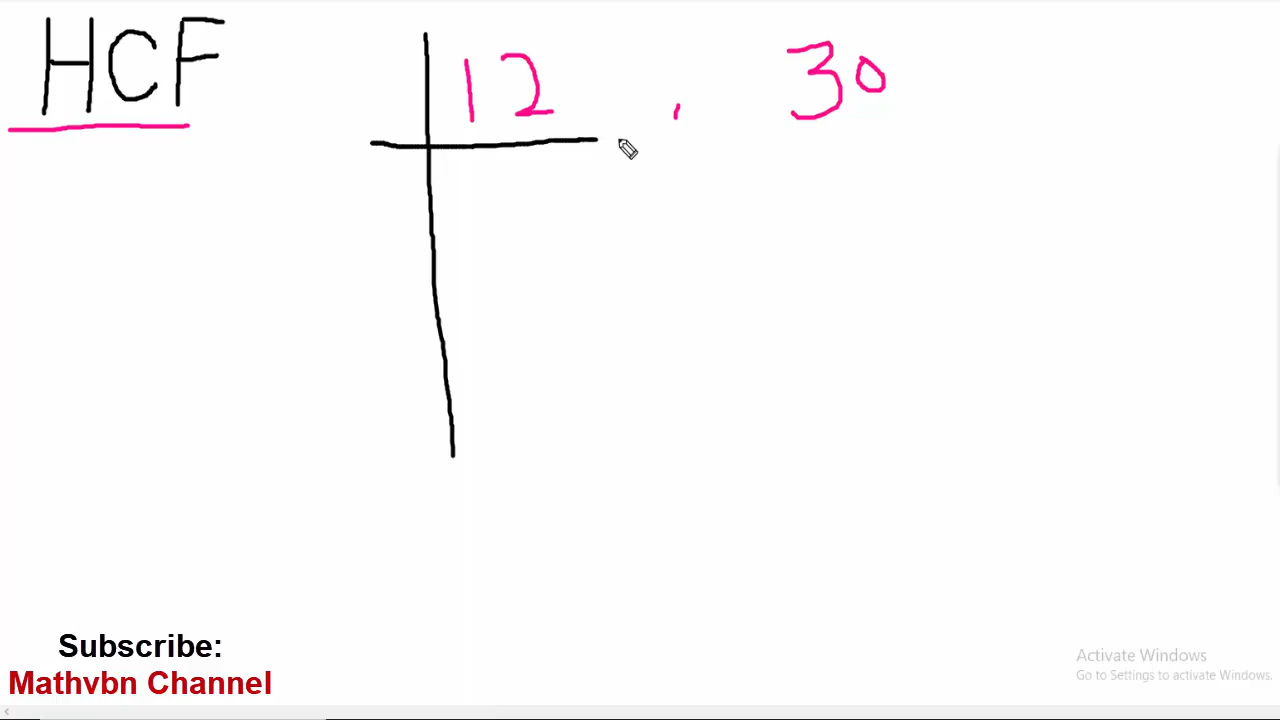 HCF 12 , 30
Subscribe:
Mathvbn Channel
Activate Windows
Go to Settings to activate Windows.